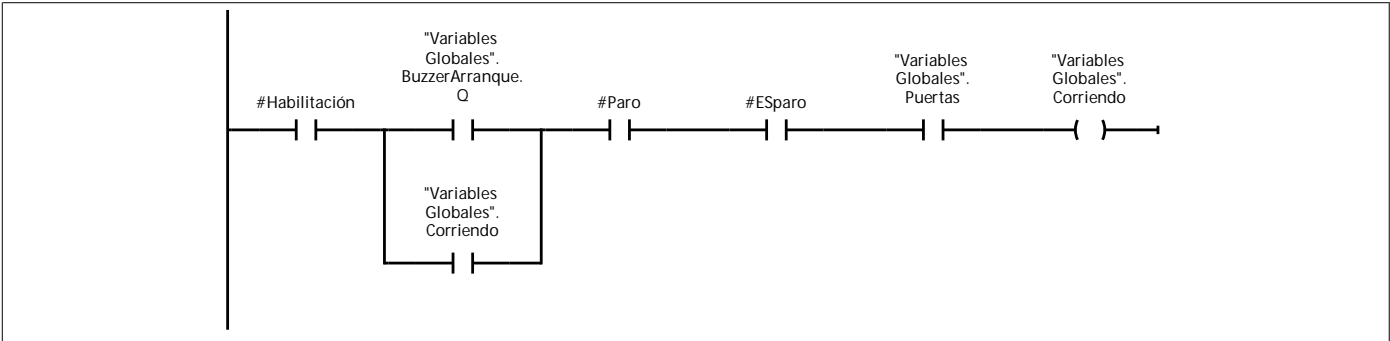 #Habilitación
"Variables
Globales".
BuzzerArranque.
Q
#Paro
#ESparo
"Variables
Globales".
Puertas
"Variables
Globales".
Corriendo
"Variables
Globales".
Corriendo